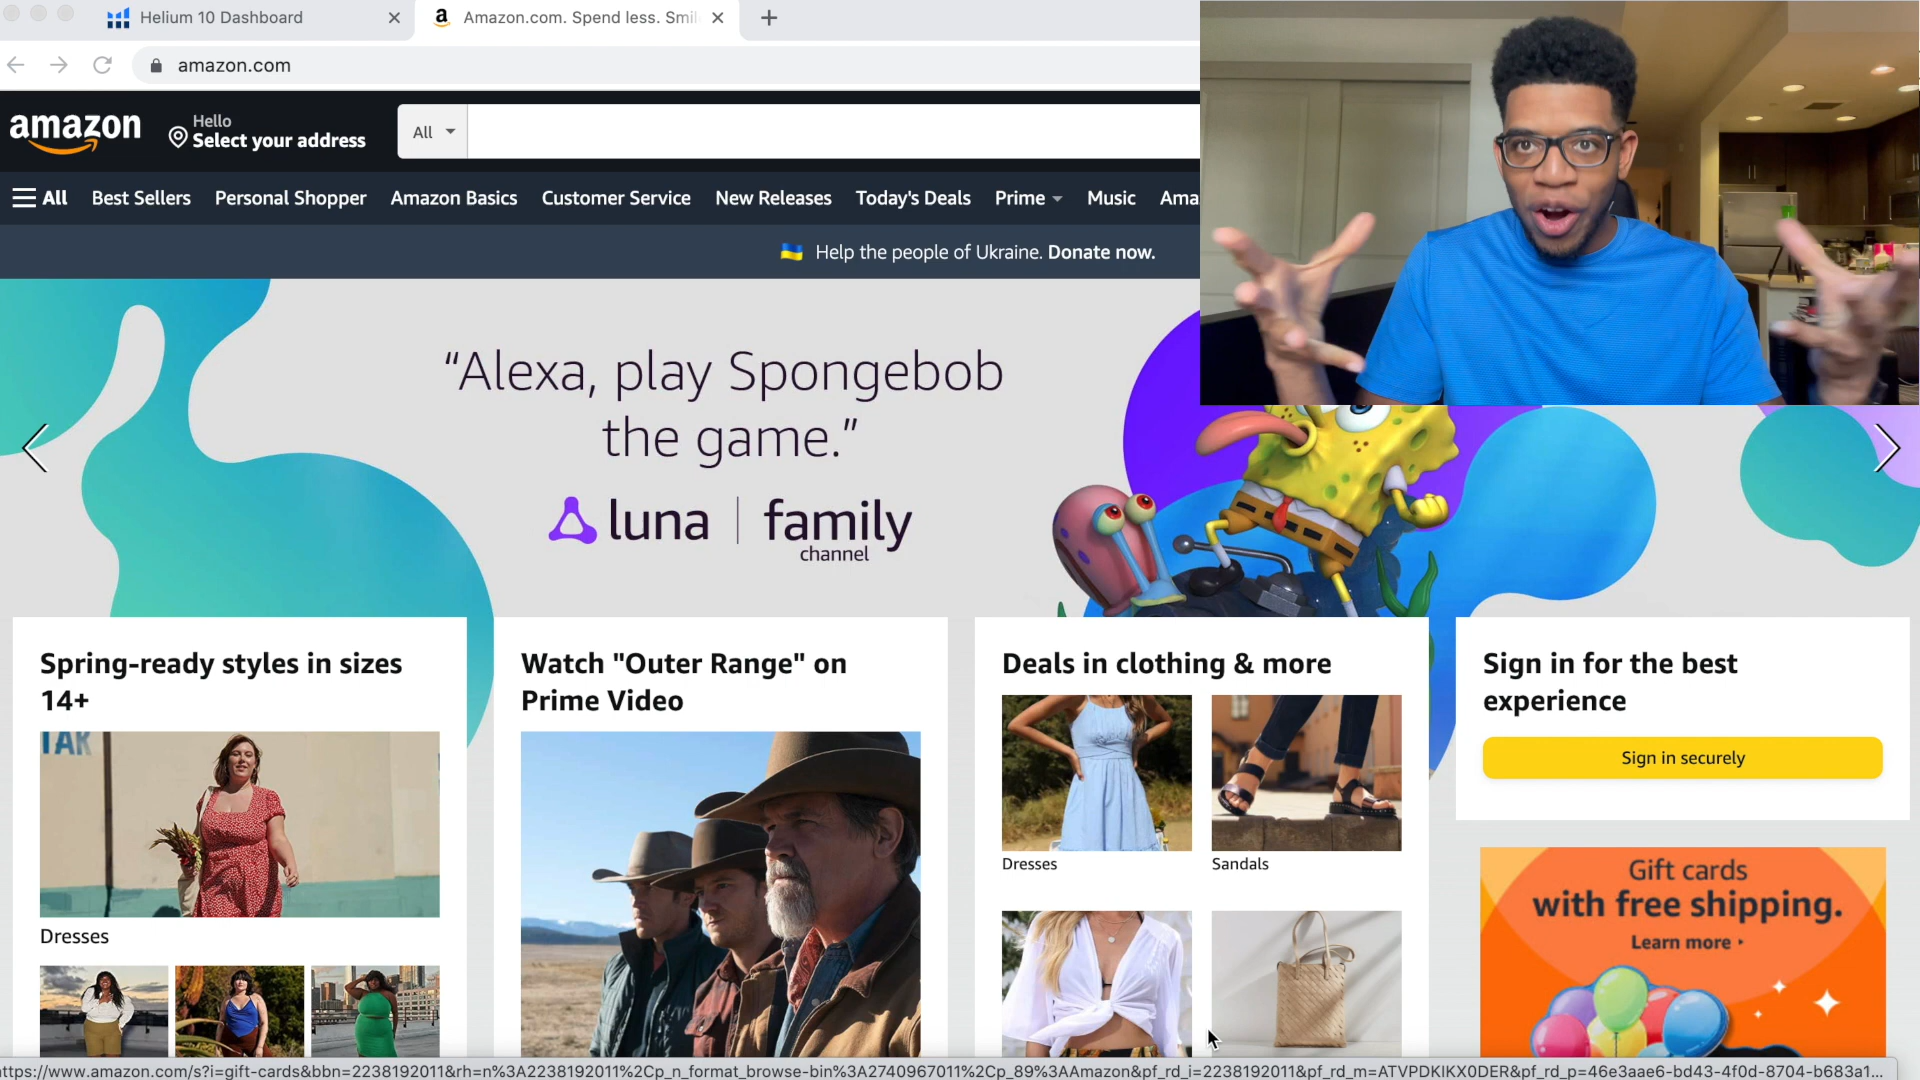 Helium 10 Dashboard
a Amazon.com. Spend less. Smil
amazon.com
amazon
Hello
Select your address
All
All Best Sellers Personal Shopper Amazon Basics Customer Service New Releases Today's Deals Prime Music Ama
Help the people of Ukraine. Donate now.
“Alexa, play Spongebob
the game.”
luna | family
channel
Spring-ready styles in sizes
14+
TAR
Dresses
Watch "Outer Range" on
Prime Video
Deals in clothing & more
Dresses
Sandals
Sign in for the best
experience
Sign in securely
Gift cards
with free shipping.
Learn more
ttps://www.amazon.com/s?i=gift-cards&bbn=2238192011&rh=n%3A2238192011%2Cp_n_format_browse-bin%3A2740967011%2Cp_89%3AAmazon&pf_rd_i=2238192011&pf_rd_m=ATVPDKIKX0DER&pf_rd_p=46e3aae6-bd43-4f0d-8704-b683a1...